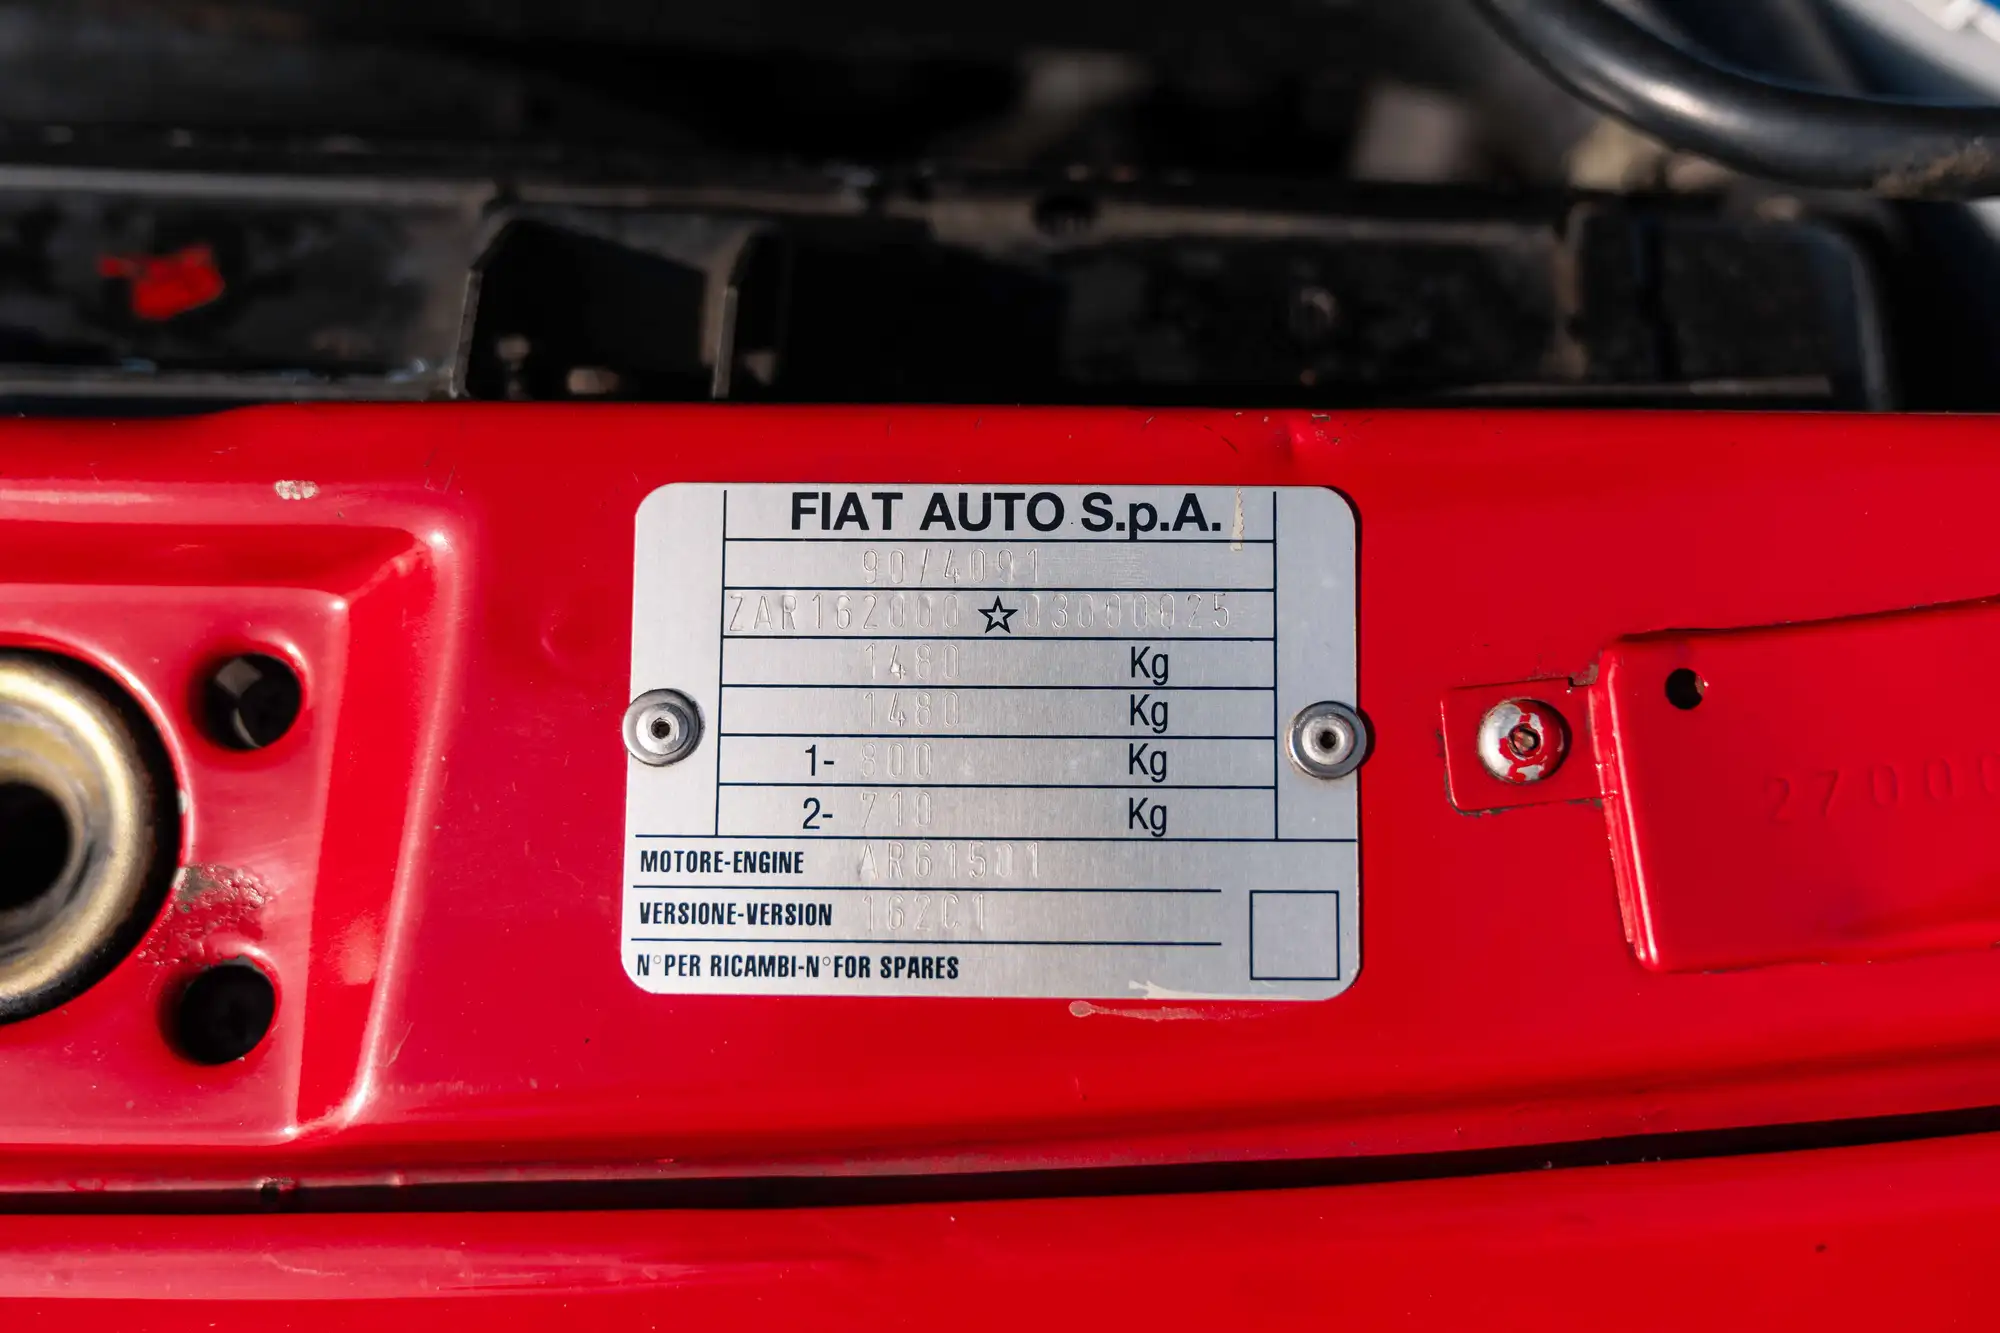 FIAT AUTO S.p.A.
90/4091
ZAR162000 ☆ 03000025
1480 Kg
1480 Kg
1- 800 Kg
2- 710 Kg
MOTORE-ENGINE AR61501
VERSIONE-VERSION 162C1
N°PER RICAMBI-N°FOR SPARES